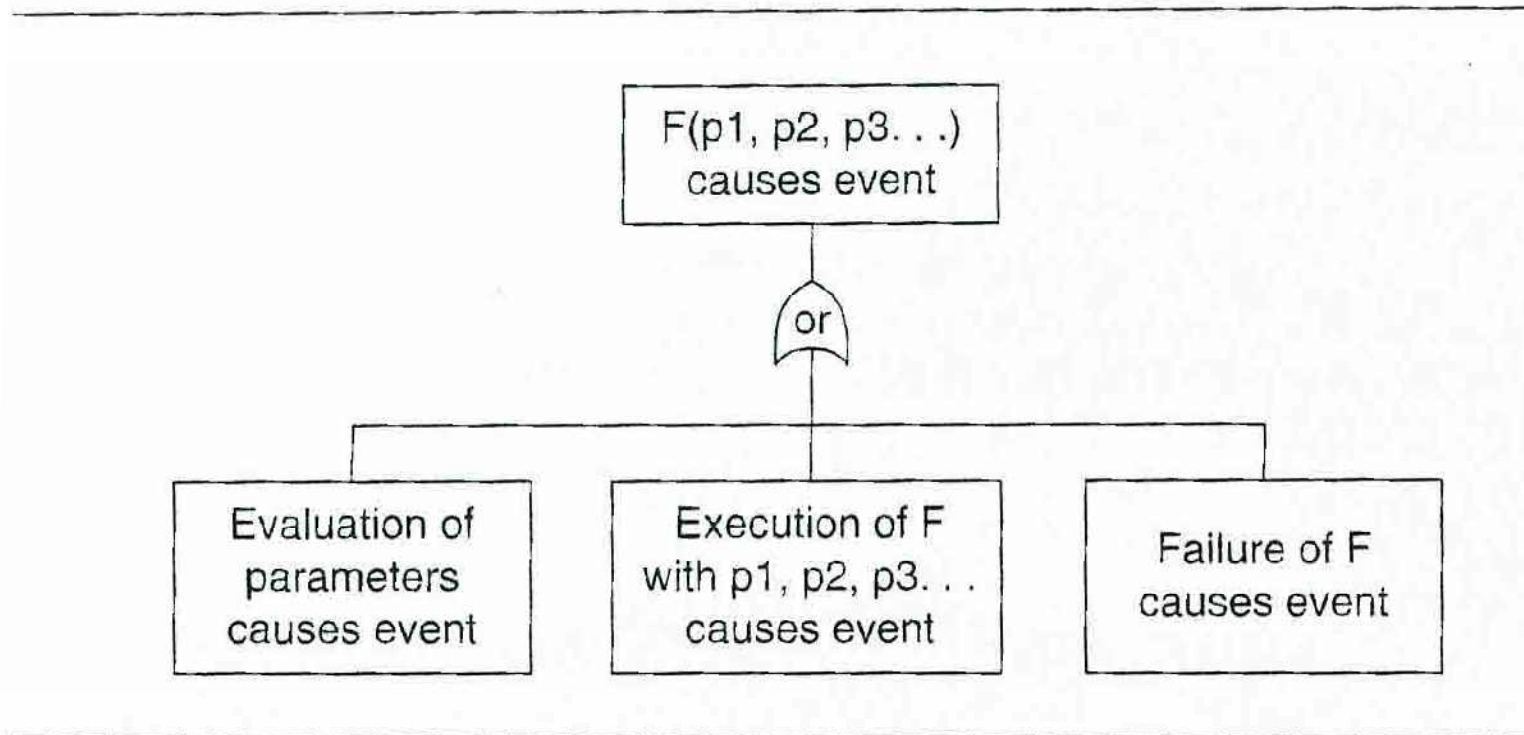 F(p1, p2, p3. . .)
causes event
or
Evaluation of
parameters
causes event
Execution of F
with p1, p2, p3. . .
causes event
Failure of F
causes event